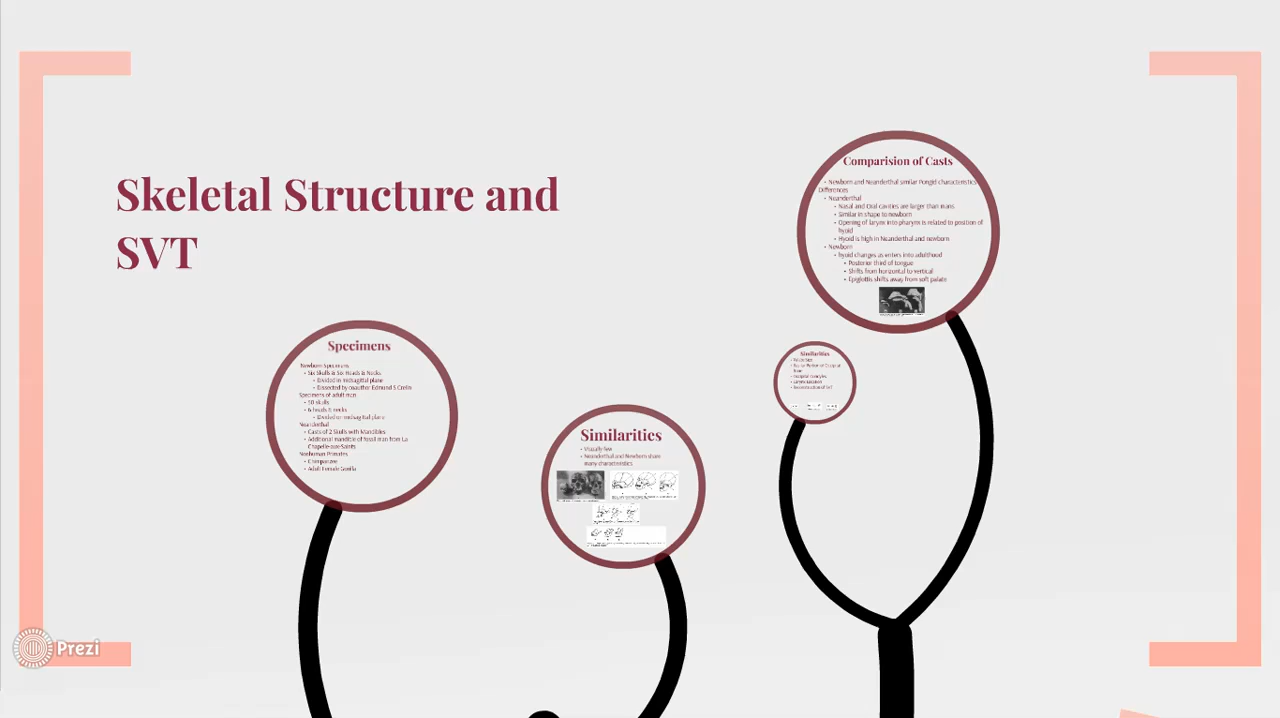 Skeletal Structure and
SVT
Specimens
Newborn Specimens
Six Skulls & Six Heads & Necks
Divided in midsagittal plane
Dissected by coauthor Edmund S Crelin
Specimens of adult man
50 skulls
6 heads & necks
Divided on midsagittal plane
Neanderthal
Casts of 2 Skulls with Mandibles
Additional mandible of fossil man from La
Chapelle-aux-Saints
Nonhuman Primates
Chimpanzee
Adult Female Gorilla
Similarities
Visually few
Neanderthal and Newborn share
many characteristics
Similarities
Comparision of Casts
Newborn and Neanderthal similar Pongid characteristics
Differences
Neanderthal
Nasal and Oral cavities are larger than mans
Similar in shape to newborn
Opening of larynx into pharynx is related to position of
hyoid
Hyoid is high in Neanderthal and newborn
Newborn
hyoid changes as enters into adulthood
Posterior third of tongue
Shifts from horizontal to vertical
Epiglottis shifts away from soft palate
Prezi